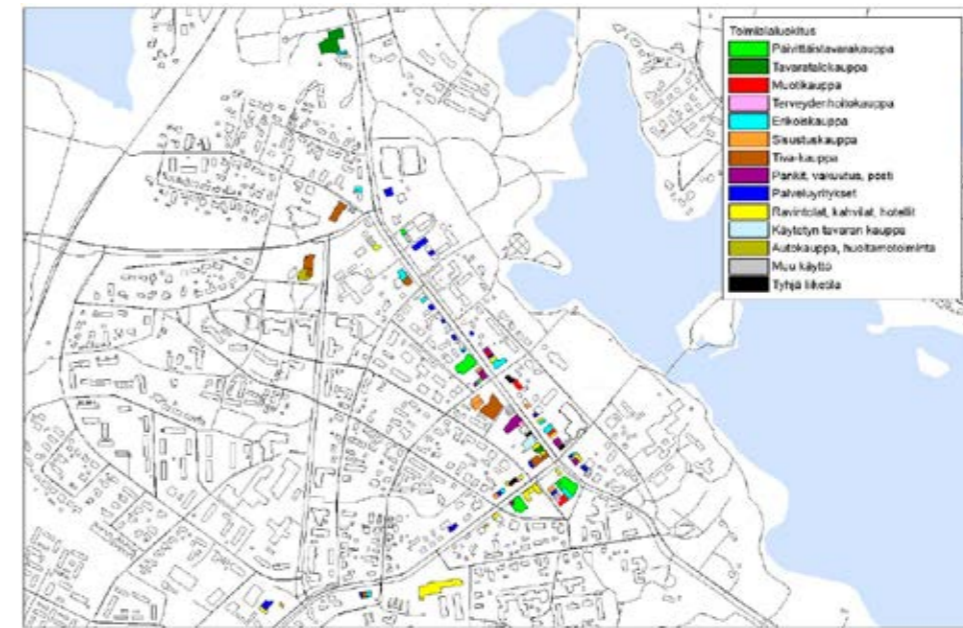 Toimialaluokitus
Päivittäistavarakauppa
Tavaratalokauppa
Muotikauppa
Terveydenhoitokauppa
Erikoiskauppa
Sisustuskauppa
Tiva-kauppa
Pankit, vakuutus, posti
Palveluyritykset
Ravintolat, kahvilat, hotellit
Käytetyn tavaran kauppa
Autokauppa, huoltamotoiminta
Muu käyttö
Tyhjä liiketila